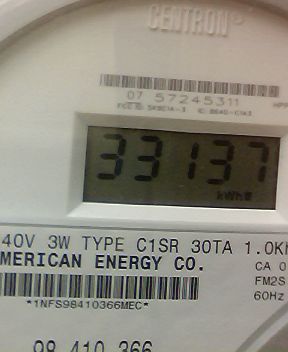 CENTRON®
07 57245311
33137
kWh
40V 3W TYPE C1SR 30TA 1.0K
MERICAN ENERGY CO.
CA 0
FM2S
60Hz
*1NFS98410366MEC*
98 410 366